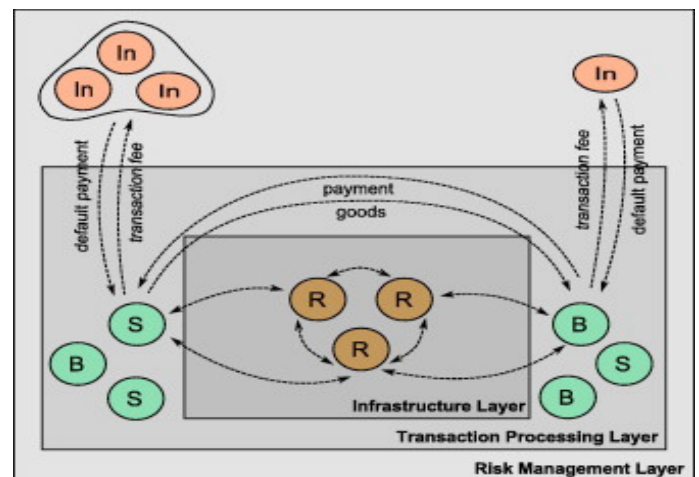 In
In
In
In
default payment
transaction fee
transaction fee
default payment
payment
goods
R
R
R
S
B
S
B
S
B
Infrastructure Layer
Transaction Processing Layer
Risk Management Layer